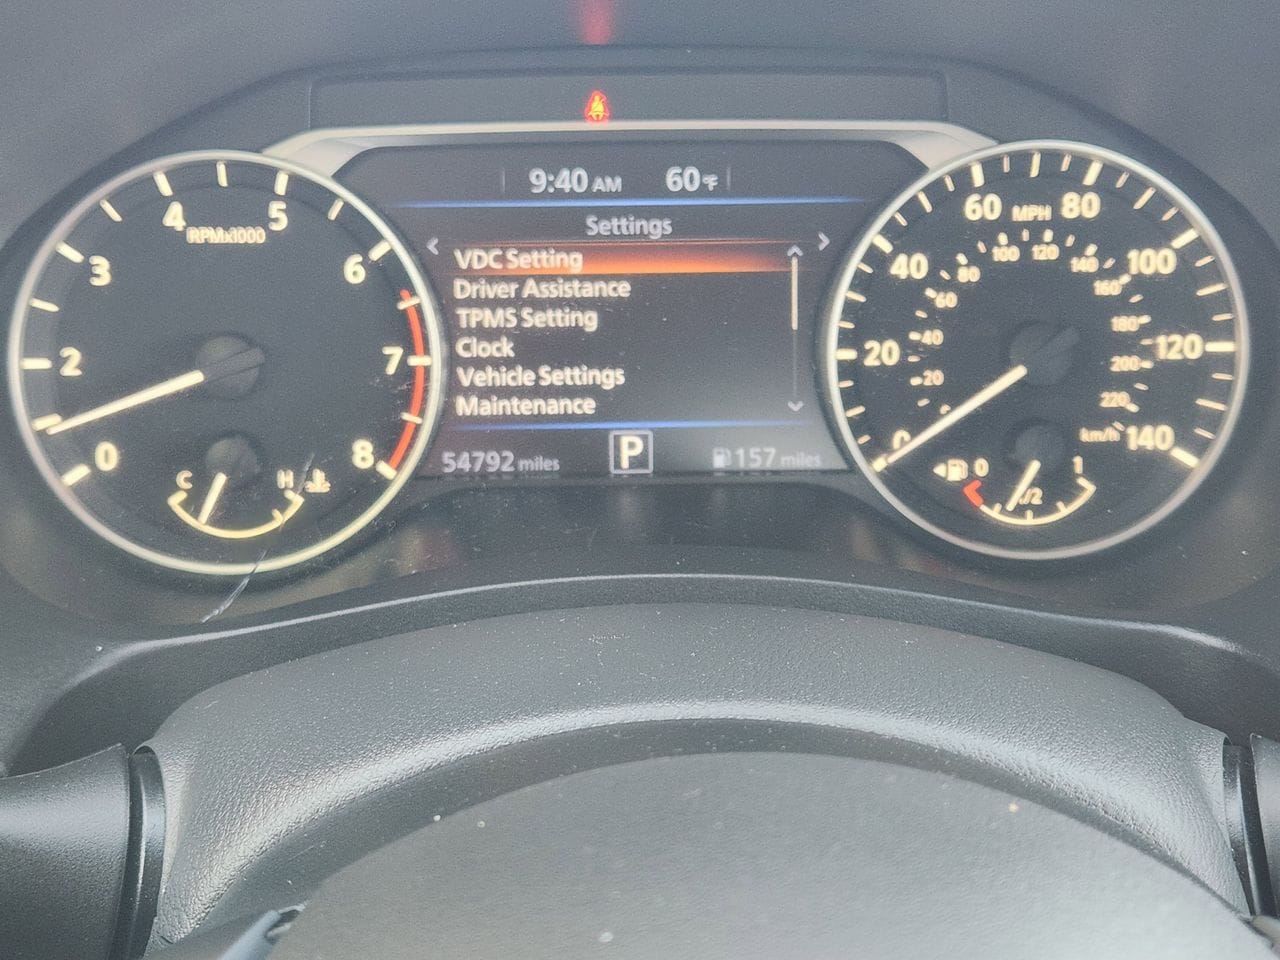 9:40 AM 60°F
Settings
VDC Setting
Driver Assistance
TPMS Setting
Clock
Vehicle Settings
Maintenance
54792 miles
P
157 miles
0
2
3
4
5
6
7
8
RPMx1000
C H
0
20
40
60
80
100
120
140
MPH
20
40
60
80
100
120
140
160
180
200
220
km/h
0 1/2 1